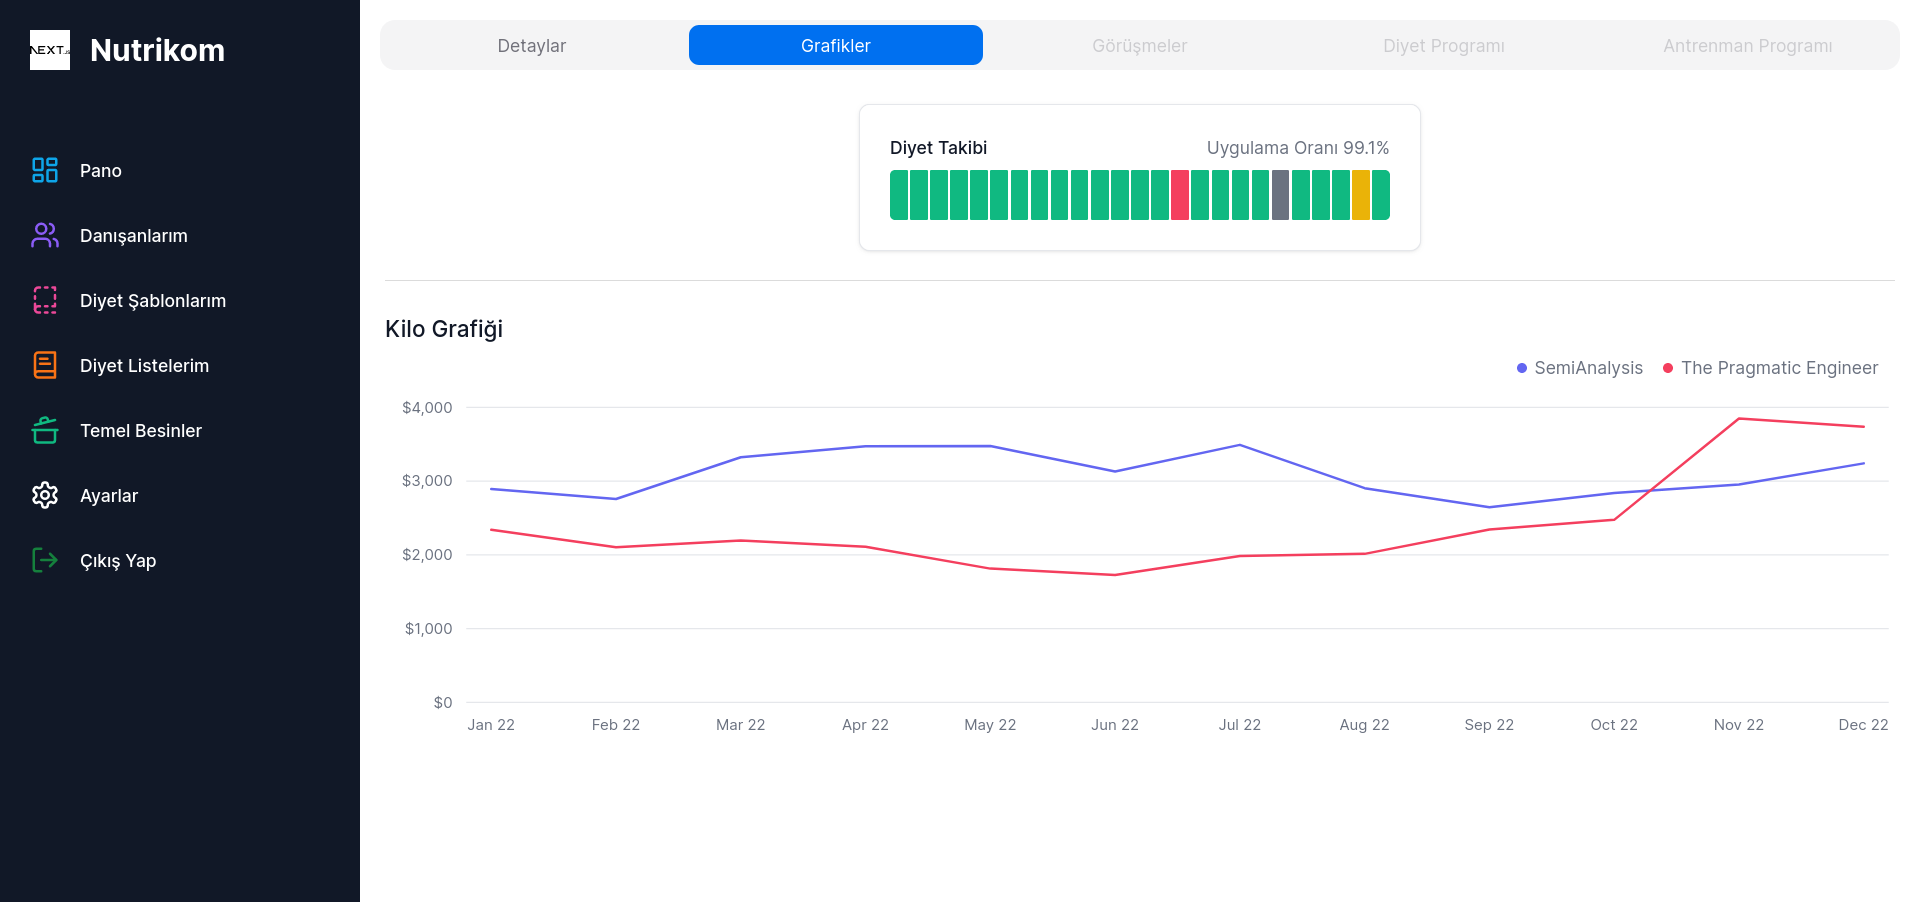 NEXT.JS
Nutrikom
Pano
Danışanlarım
Diyet Şablonlarım
Diyet Listelerim
Temel Besinler
Ayarlar
Çıkış Yap
Detaylar Grafikler Görüşmeler Diyet Programı Antrenman Programı
Diyet Takibi Uygulama Oranı 99.1%
Kilo Grafiği
SemiAnalysis The Pragmatic Engineer
$4,000
$3,000
$2,000
$1,000
$0
Jan 22 Feb 22 Mar 22 Apr 22 May 22 Jun 22 Jul 22 Aug 22 Sep 22 Oct 22 Nov 22 Dec 22